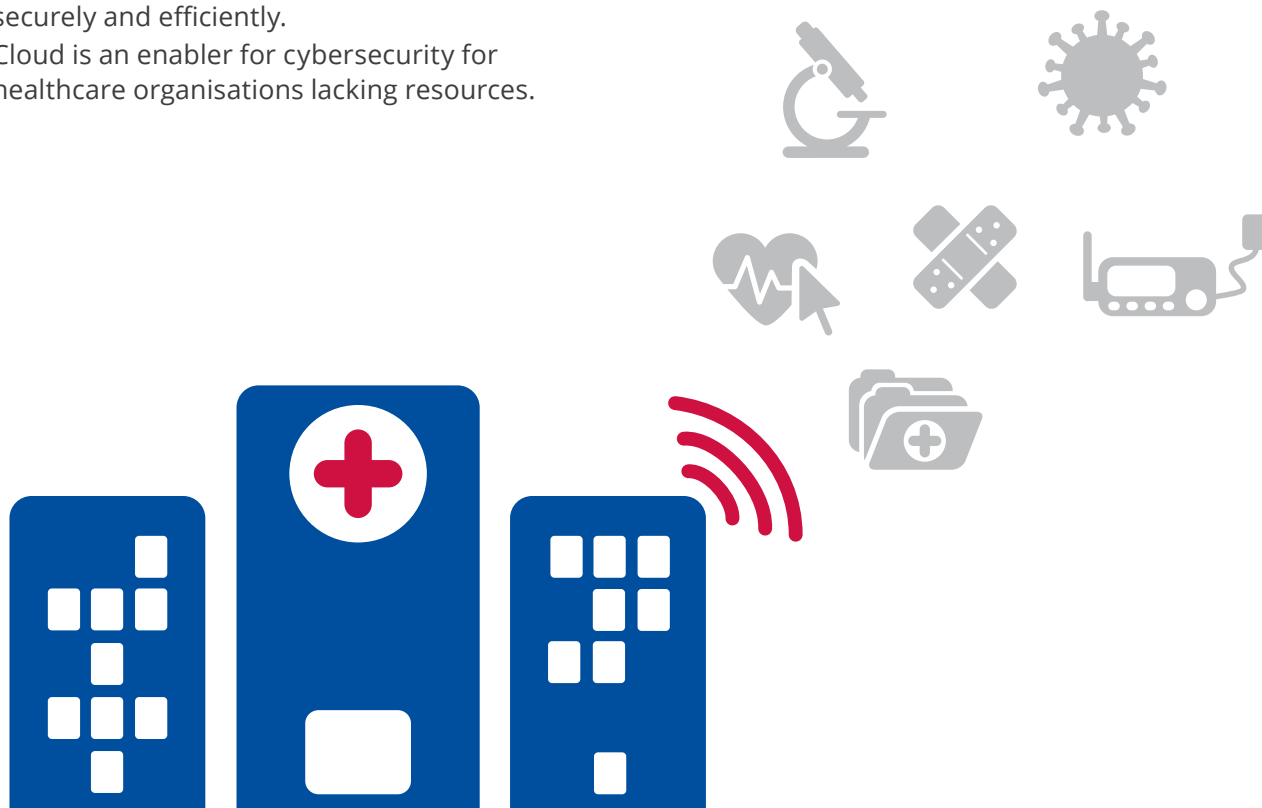 securely and efficiently.
Cloud is an enabler for cybersecurity for
healthcare organisations lacking resources.